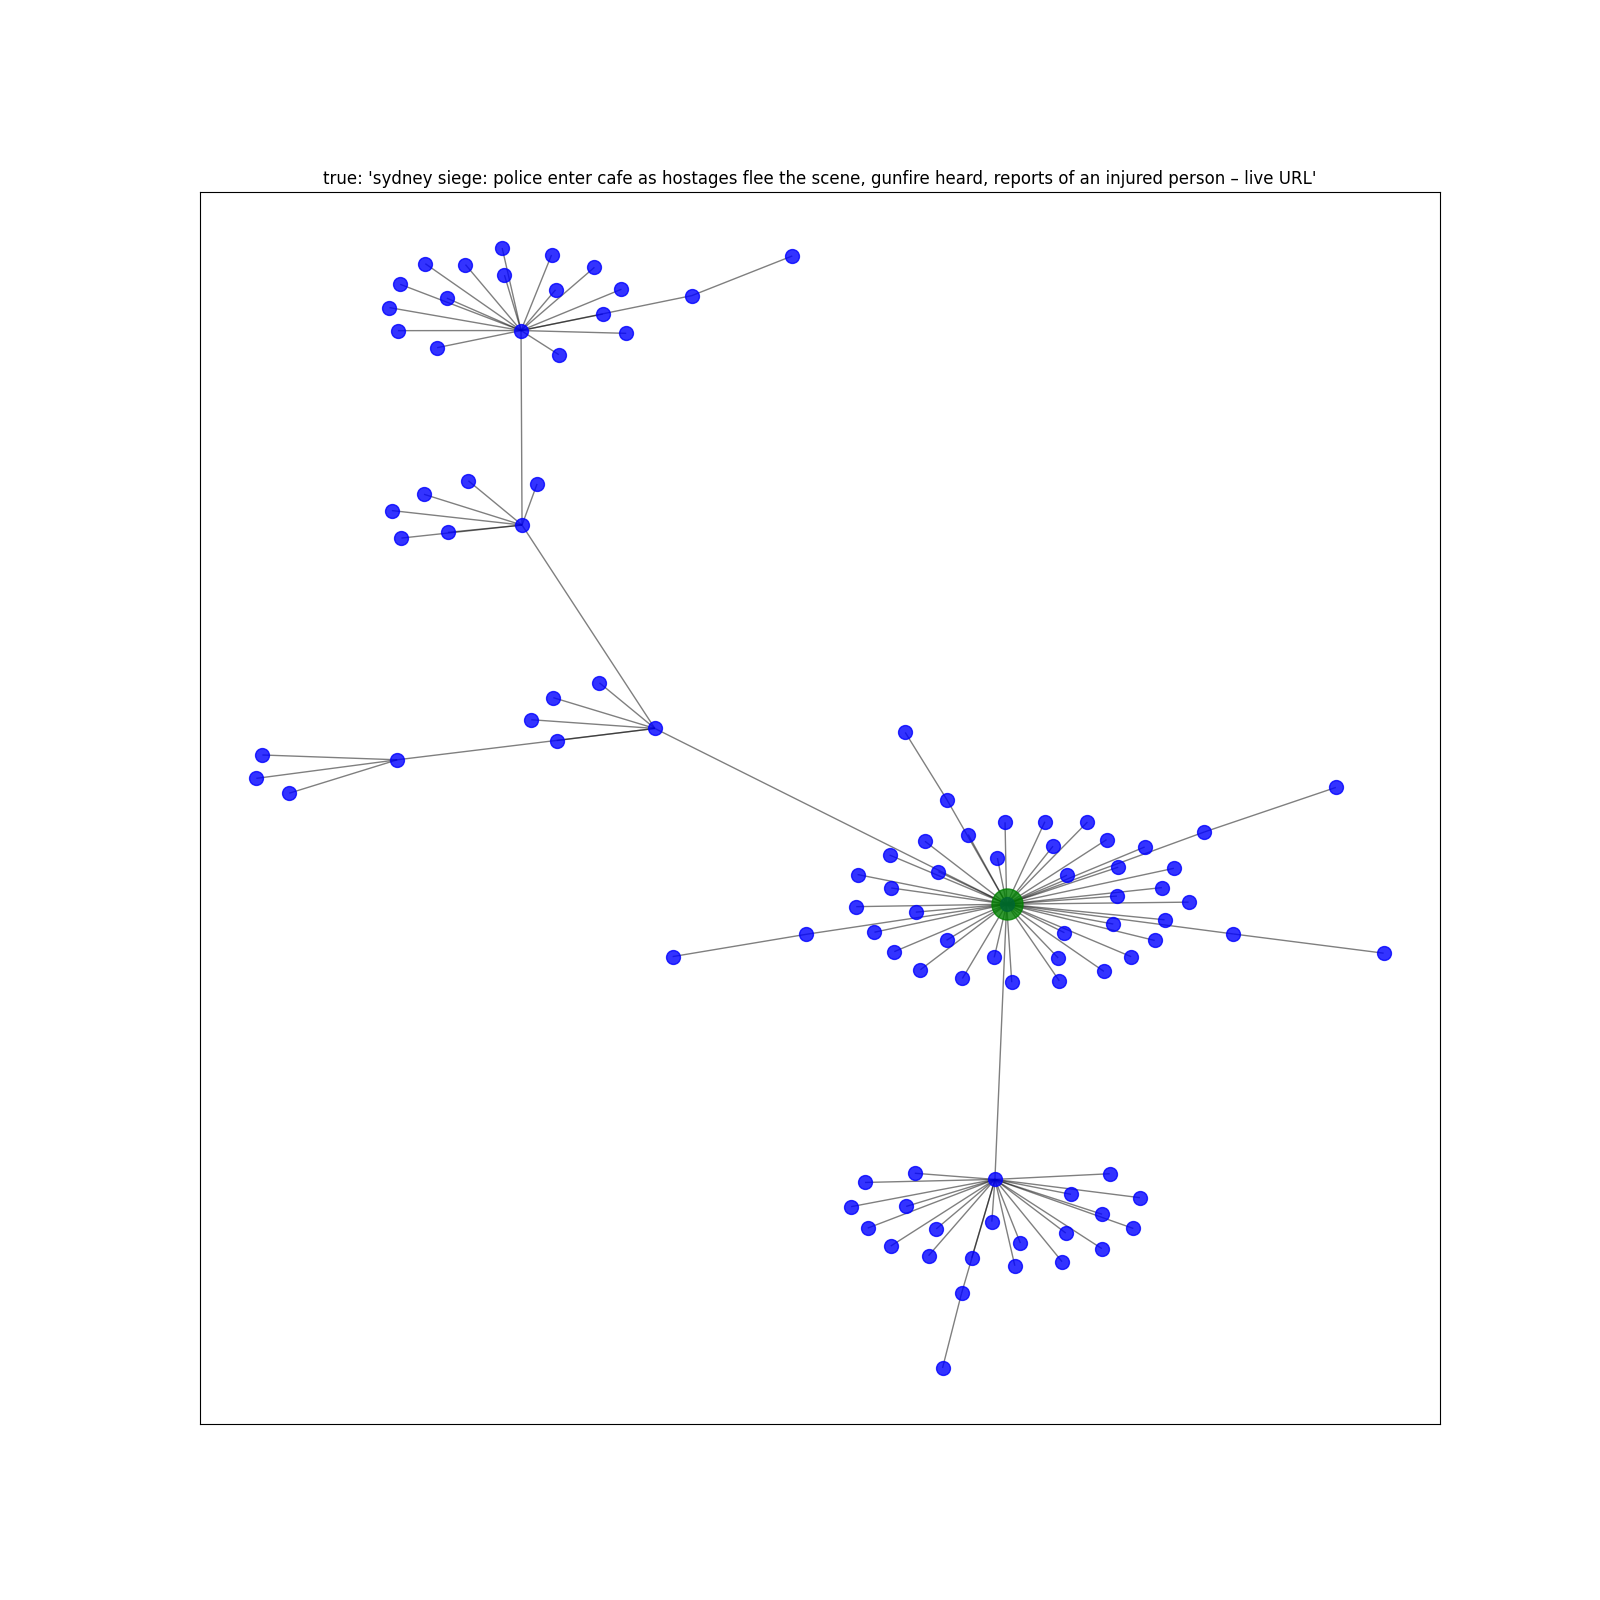 true: 'sydney siege: police enter cafe as hostages flee the scene, gunfire heard, reports of an injured person – live URL'